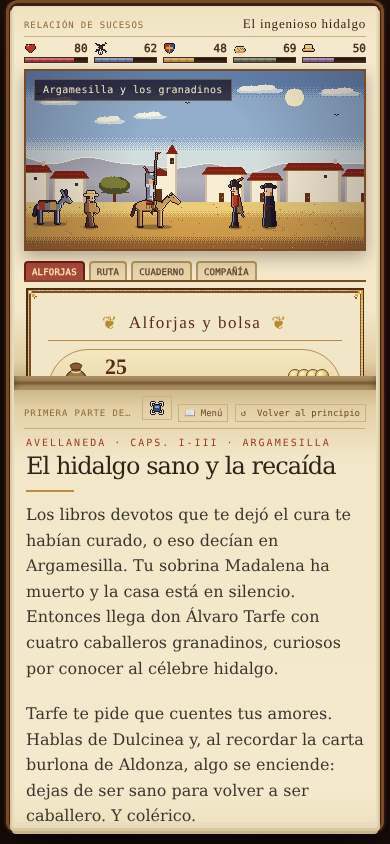 RELACIÓN DE SUCESOS
El ingenioso hidalgo
80 62 48 69 50
Argamesilla y los granadinos
ALFORJAS RUTA CUADERNO COMPAÑÍA
Alforjas y bolsa
25
PRIMERA PARTE DE… Menú ↺ Volver al principio
AVELLANEDA · CAPS. I-III · ARGAMESILLA
El hidalgo sano y la recaída
Los libros devotos que te dejó el cura te
habían curado, o eso decían en
Argamesilla. Tu sobrina Madalena ha
muerto y la casa está en silencio.
Entonces llega don Álvaro Tarfe con
cuatro caballeros granadinos, curiosos
por conocer al célebre hidalgo.
Tarfe te pide que cuentes tus amores.
Hablas de Dulcinea y, al recordar la carta
burlona de Aldonza, algo se enciende:
dejas de ser sano para volver a ser
caballero. Y colérico.